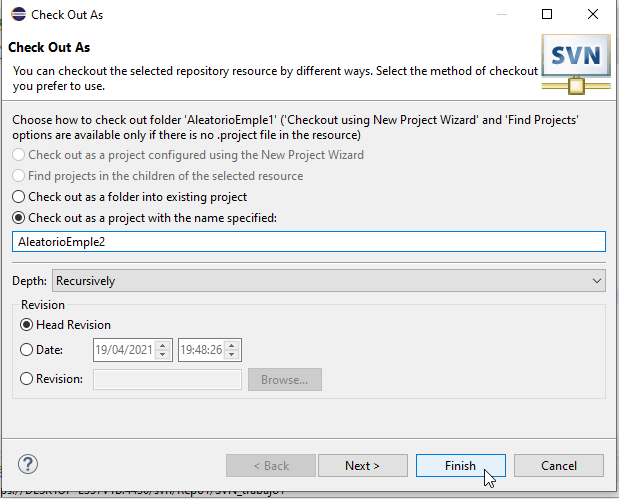 Check Out As
Check Out As
You can checkout the selected repository resource by different ways. Select the method of checkout
you prefer to use.
SVN
Choose how to check out folder 'AleatorioEmple1' ('Checkout using New Project Wizard' and 'Find Projects'
options are available only if there is no .project file in the resource)
Check out as a project configured using the New Project Wizard
Find projects in the children of the selected resource
Check out as a folder into existing project
Check out as a project with the name specified:
AleatorioEmple2
Depth: Recursively
Revision
Head Revision
Date: 19/04/2021 19:48:26
Revision: Browse...
? < Back Next > Finish Cancel